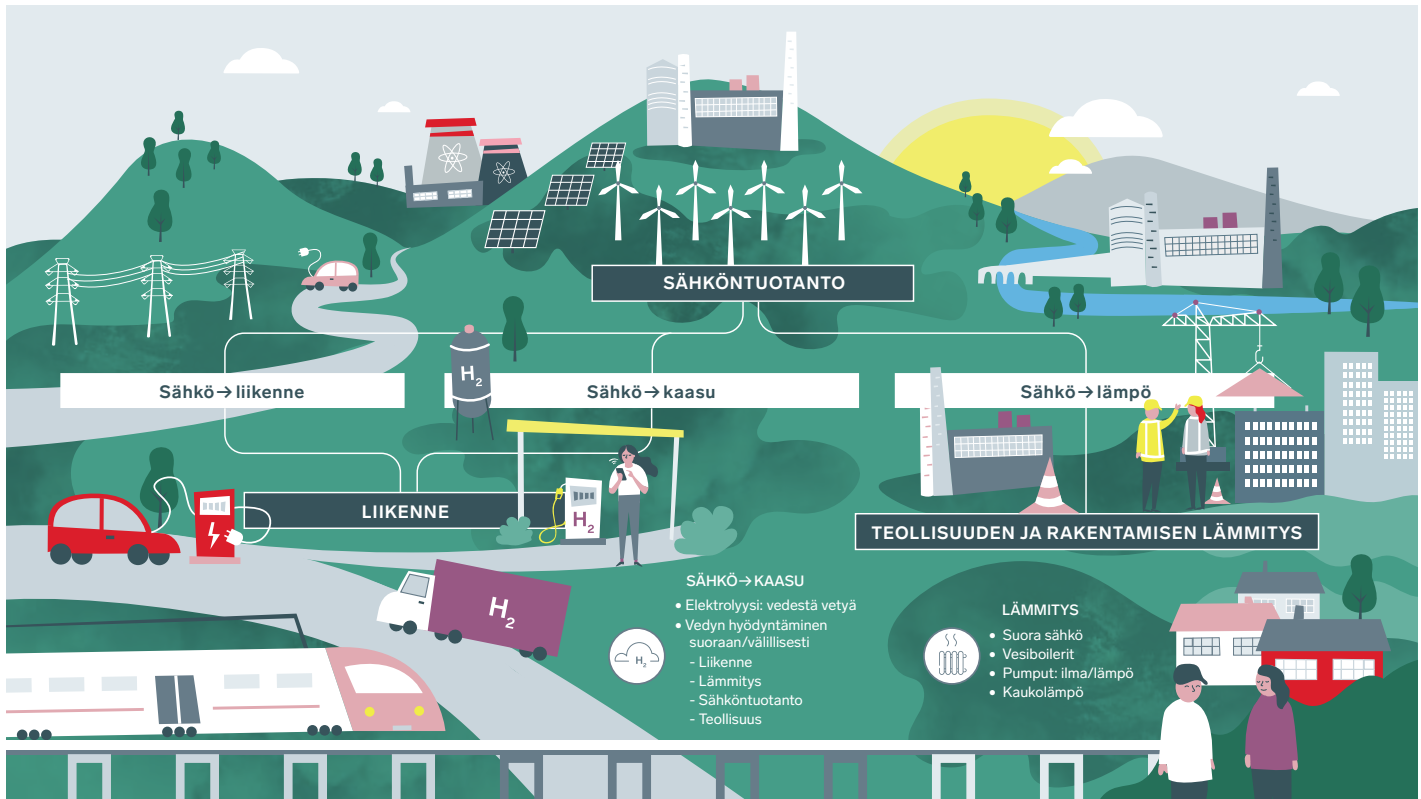 SÄHKÖNTUOTANTO
H2
Sähkö→liikenne
Sähkö→kaasu
Sähkö→lämpö
LIIKENNE
H2
TEOLLISUUDEN JA RAKENTAMISEN LÄMMITYS
H2
SÄHKÖ→KAASU
• Elektrolyysi: vedestä vetyä
• Vedyn hyödyntäminen
suoraan/välillisesti
- Liikenne
- Lämmitys
- Sähköntuotanto
- Teollisuus
H2
LÄMMITYS
• Suora sähkö
• Vesiboilerit
• Pumput: ilma/lämpö
• Kaukolämpö